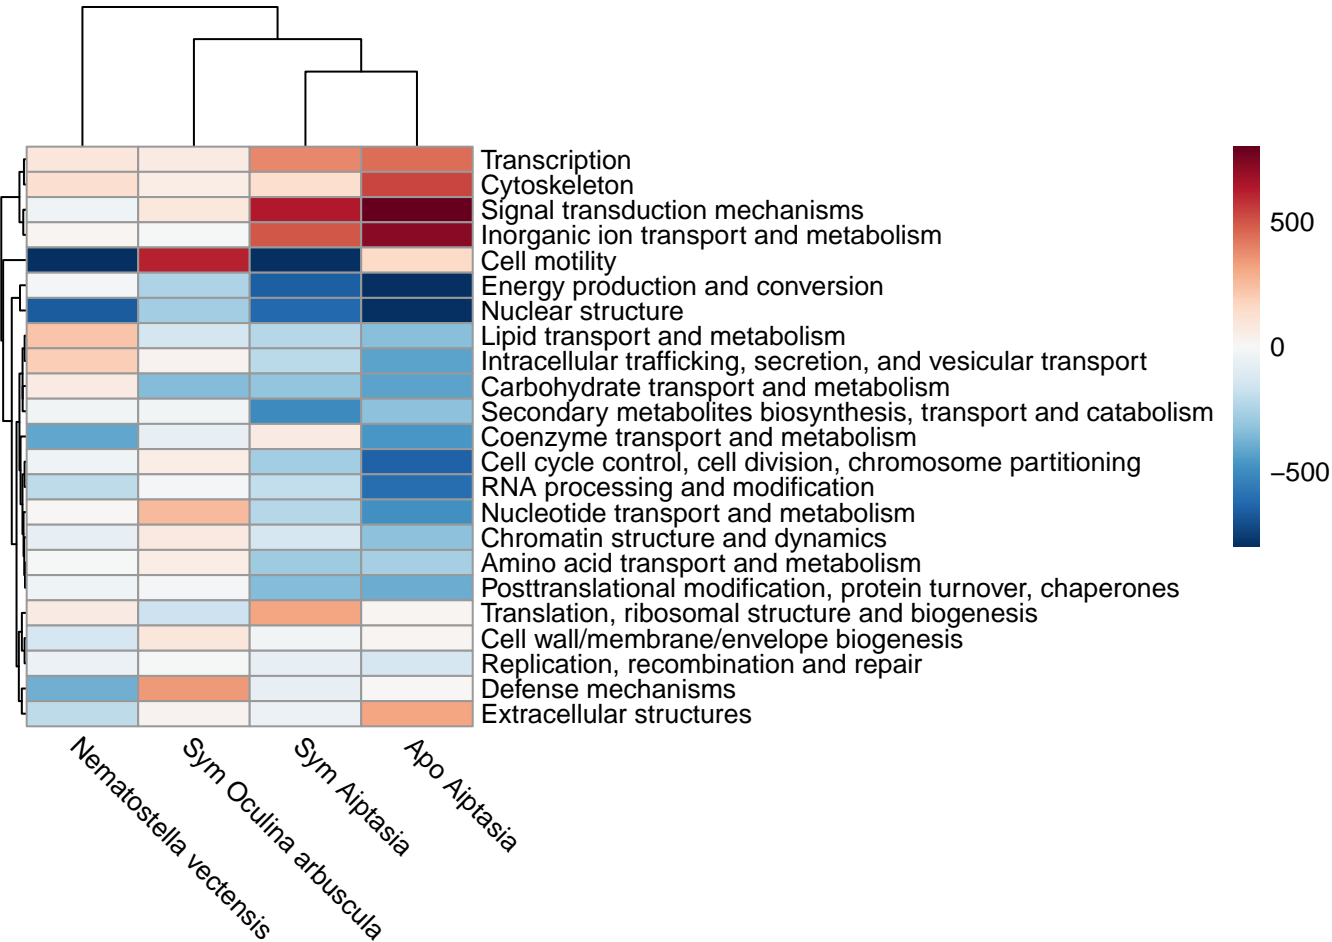 Transcription
Cytoskeleton
Signal transduction mechanisms
Inorganic ion transport and metabolism
Cell motility
Energy production and conversion
Nuclear structure
Lipid transport and metabolism
Intracellular trafficking, secretion, and vesicular transport
Carbohydrate transport and metabolism
Secondary metabolites biosynthesis, transport and catabolism
Coenzyme transport and metabolism
Cell cycle control, cell division, chromosome partitioning
RNA processing and modification
Nucleotide transport and metabolism
Chromatin structure and dynamics
Amino acid transport and metabolism
Posttranslational modification, protein turnover, chaperones
Translation, ribosomal structure and biogenesis
Cell wall/membrane/envelope biogenesis
Replication, recombination and repair
Defense mechanisms
Extracellular structures
500
0
−500
Nematostella vectensis
Sym Oculina arbuscula
Sym Aiptasia
Apo Aiptasia